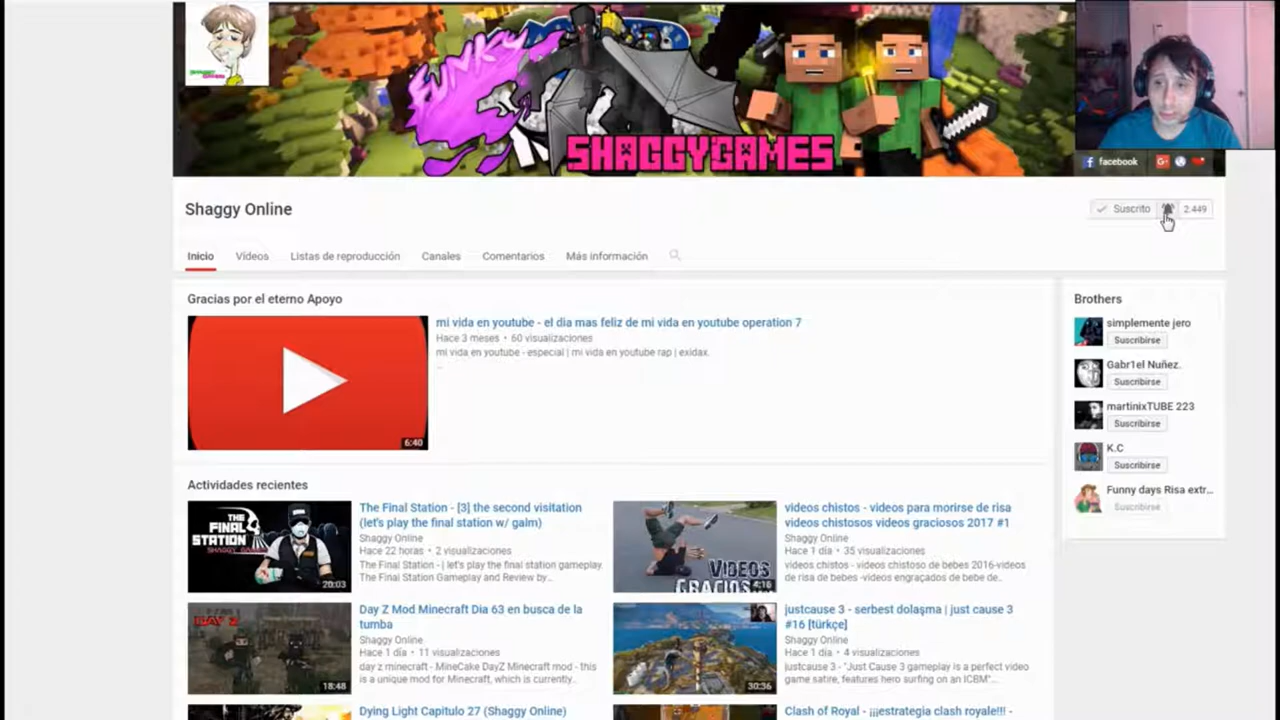 SHAGGYGAMES
facebook
Shaggy Online
Suscrito
2.449
Inicio
Vídeos
Listas de reproducción
Canales
Comentarios
Más información
Gracias por el eterno Apoyo
6:40
mi vida en youtube - el dia mas feliz de mi vida en youtube operation 7
Hace 3 meses • 60 visualizaciones
mi vida en youtube - especial | mi vida en youtube rap | exidax.
..
Brothers
simplemente jero
Suscribirse
Gabr1el Nuñez.
Suscribirse
martinixTUBE 223
Suscribirse
K.C
Suscribirse
Funny days Risa extr...
Suscribirse
Actividades recientes
THE FINAL STATION
20:03
The Final Station - [3] the second visitation
(let's play the final station w/ galm)
Shaggy Online
Hace 22 horas • 2 visualizaciones
The Final Station - | let's play the final station gameplay.
The Final Station Gameplay and Review by...
VIDEOS
GRACIOS
4:16
videos chistos - videos para morirse de risa
videos chistosos videos graciosos 2017 #1
Shaggy Online
Hace 1 día • 35 visualizaciones
videos chistos - videos chistoso de bebes 2016-videos
de risa de bebes -videos engraçados de bebe de...
DAY Z
18:48
Day Z Mod Minecraft Dia 63 en busca de la
tumba
Shaggy Online
Hace 1 día • 11 visualizaciones
day z minecraft - MineCake DayZ Minecraft mod - this
is a unique mod for Minecraft, which is currently...
30:36
justcause 3 - serbest dolaşma | just cause 3
#16 [türkçe]
Shaggy Online
Hace 1 día • 4 visualizaciones
justcause 3 - "Just Cause 3 gameplay is a perfect video
game satire, features hero surfing on an ICBM"...
Dying Light Capitulo 27 (Shaggy Online)
Clash of Royal - ¡¡¡estrategia clash royale!!! -